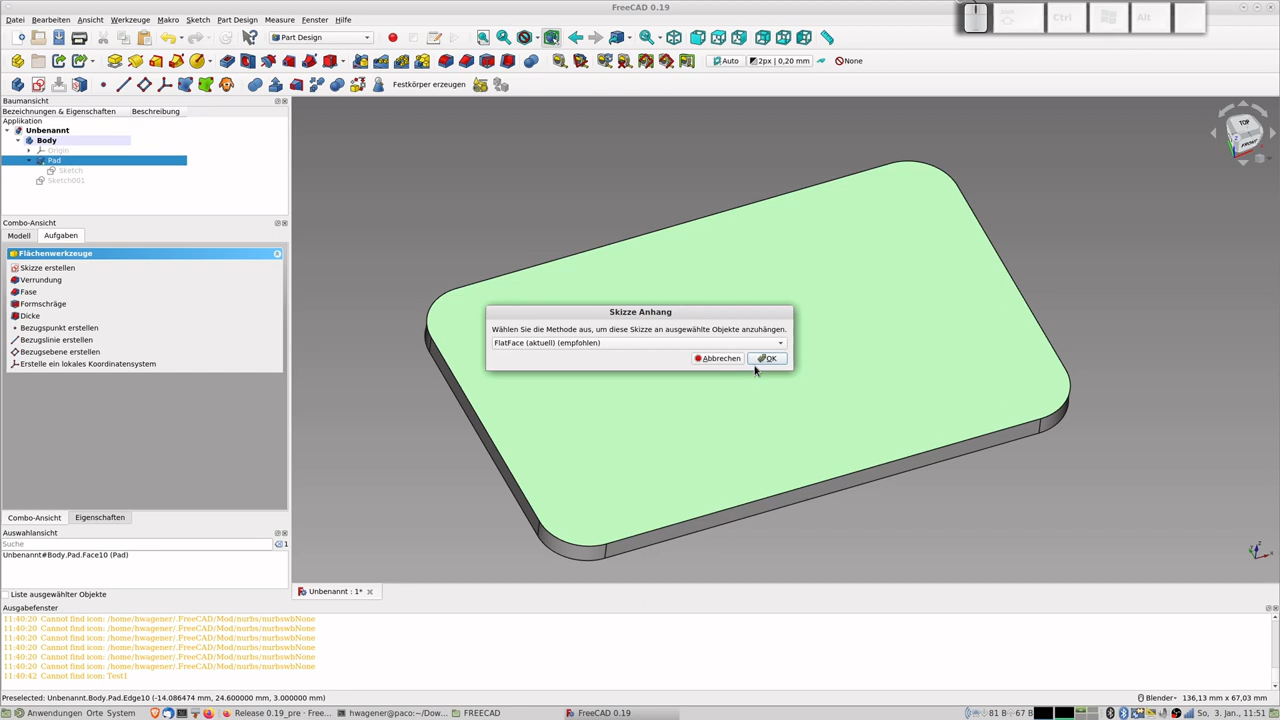 FreeCAD 0.19
Datei Bearbeiten Ansicht Werkzeuge Makro Sketch Part Design Measure Fenster Hilfe
Ctrl Alt
Part Design
Auto 2px | 0,20 mm None
Festkörper erzeugen
Baumansicht
Bezeichnungen & Eigenschaften Beschreibung
Applikation
Unbenannt
Body
Origin
Pad
Sketch
Sketch001
TOP
FRONT
Combo-Ansicht
Modell Aufgaben
Flächenwerkzeuge
Skizze erstellen
Verrundung
Fase
Formschräge
Dicke
Bezugspunkt erstellen
Bezugslinie erstellen
Bezugsebene erstellen
Erstelle ein lokales Koordinatensystem
Skizze Anhang
Wählen Sie die Methode aus, um diese Skizze an ausgewählte Objekte anzuhängen.
FlatFace (aktuell) (empfohlen)
Abbrechen OK
Combo-Ansicht Eigenschaften
Auswahlansicht
Suche 1
Unbenannt#Body.Pad.Face10 (Pad)
Liste ausgewählter Objekte
Unbenannt : 1*
Ausgabefenster
11:40:20 Cannot find icon: /home/hwagener/.FreeCAD/Mod/nurbs/nurbswbNone
11:40:20 Cannot find icon: /home/hwagener/.FreeCAD/Mod/nurbs/nurbswbNone
11:40:20 Cannot find icon: /home/hwagener/.FreeCAD/Mod/nurbs/nurbswbNone
11:40:20 Cannot find icon: /home/hwagener/.FreeCAD/Mod/nurbs/nurbswbNone
11:40:20 Cannot find icon: /home/hwagener/.FreeCAD/Mod/nurbs/nurbswbNone
11:40:20 Cannot find icon: /home/hwagener/.FreeCAD/Mod/nurbs/nurbswbNone
11:40:42 Cannot find icon: Test1
Preselected: Unbenannt.Body.Pad.Edge10 (-14.086474 mm, 24.600000 mm, 3.000000 mm) Blender 136,13 mm x 67,03 mm
Anwendungen Orte System Release 0.19_pre · Free... hwagener@paco:~/Dow... FREECAD FreeCAD 0.19 81 B 67 B So, 3. Jan., 11:51